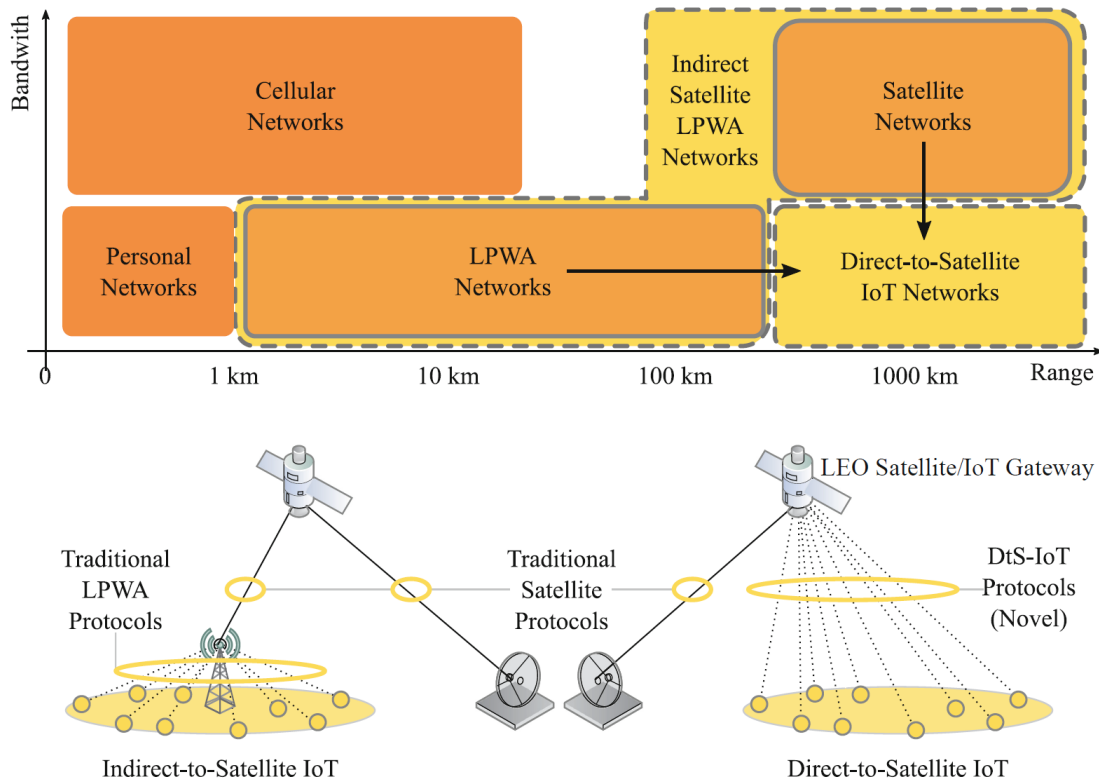 Bandwith
Cellular
Networks
Indirect
Satellite
LPWA
Networks
Satellite
Networks
Personal
Networks
LPWA
Networks
Direct-to-Satellite
IoT Networks
0
1 km
10 km
100 km
1000 km
Range
LEO Satellite/IoT Gateway
Traditional
LPWA
Protocols
Traditional
Satellite
Protocols
DtS-IoT
Protocols
(Novel)
Indirect-to-Satellite IoT
Direct-to-Satellite IoT